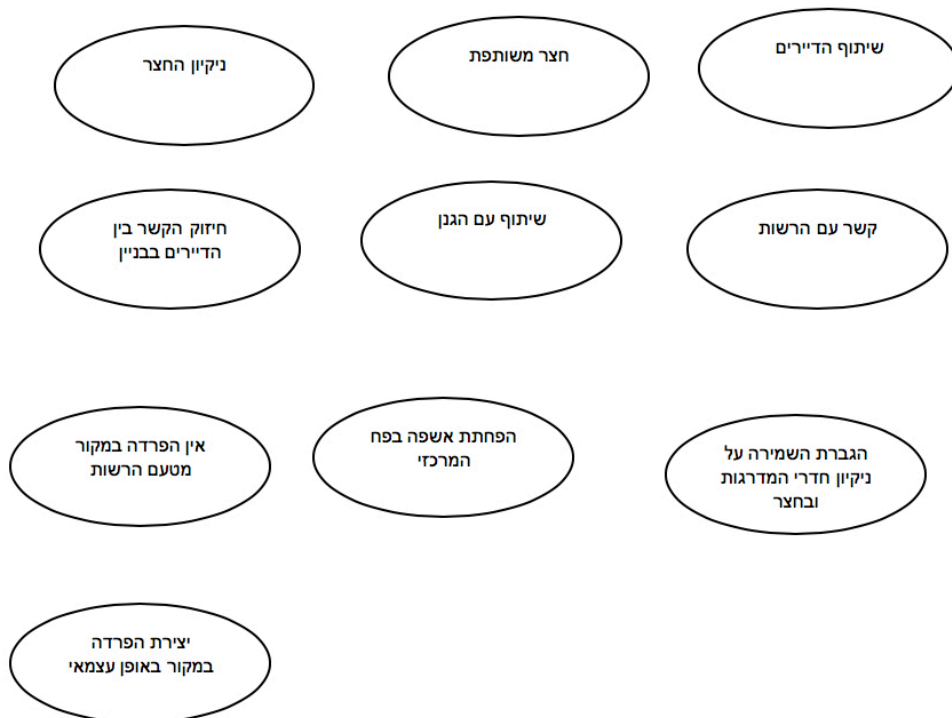 שיתוף הדיירים
חצר משותפת
ניקיון החצר
קשר עם הרשות
שיתוף עם הגנן
חיזוק הקשר בין
הדיירים בבניין
הגברת השמירה על
ניקיון חדרי המדרגות
ובחצר
הפחתת אשפה בפח
המרכזי
אין הפרדה במקור
מטעם הרשות
יצירת הפרדה
במקור באופן עצמאי